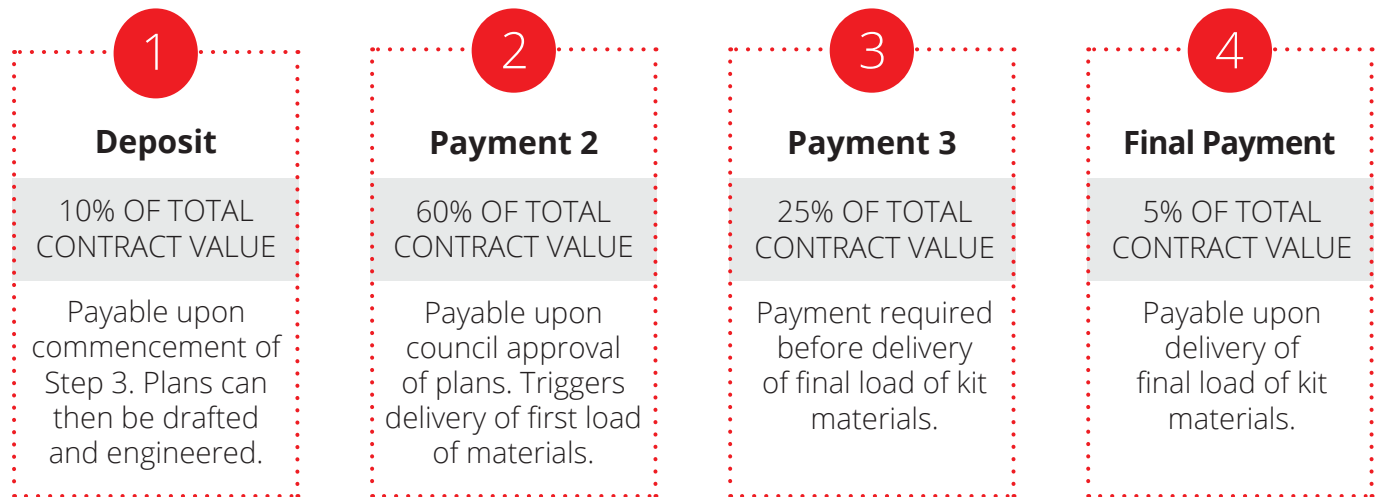 1
Deposit
10% OF TOTAL
CONTRACT VALUE
Payable upon
commencement of
Step 3. Plans can
then be drafted
and engineered.
2
Payment 2
60% OF TOTAL
CONTRACT VALUE
Payable upon
council approval
of plans. Triggers
delivery of first load
of materials.
3
Payment 3
25% OF TOTAL
CONTRACT VALUE
Payment required
before delivery
of final load of kit
materials.
4
Final Payment
5% OF TOTAL
CONTRACT VALUE
Payable upon
delivery of
final load of kit
materials.